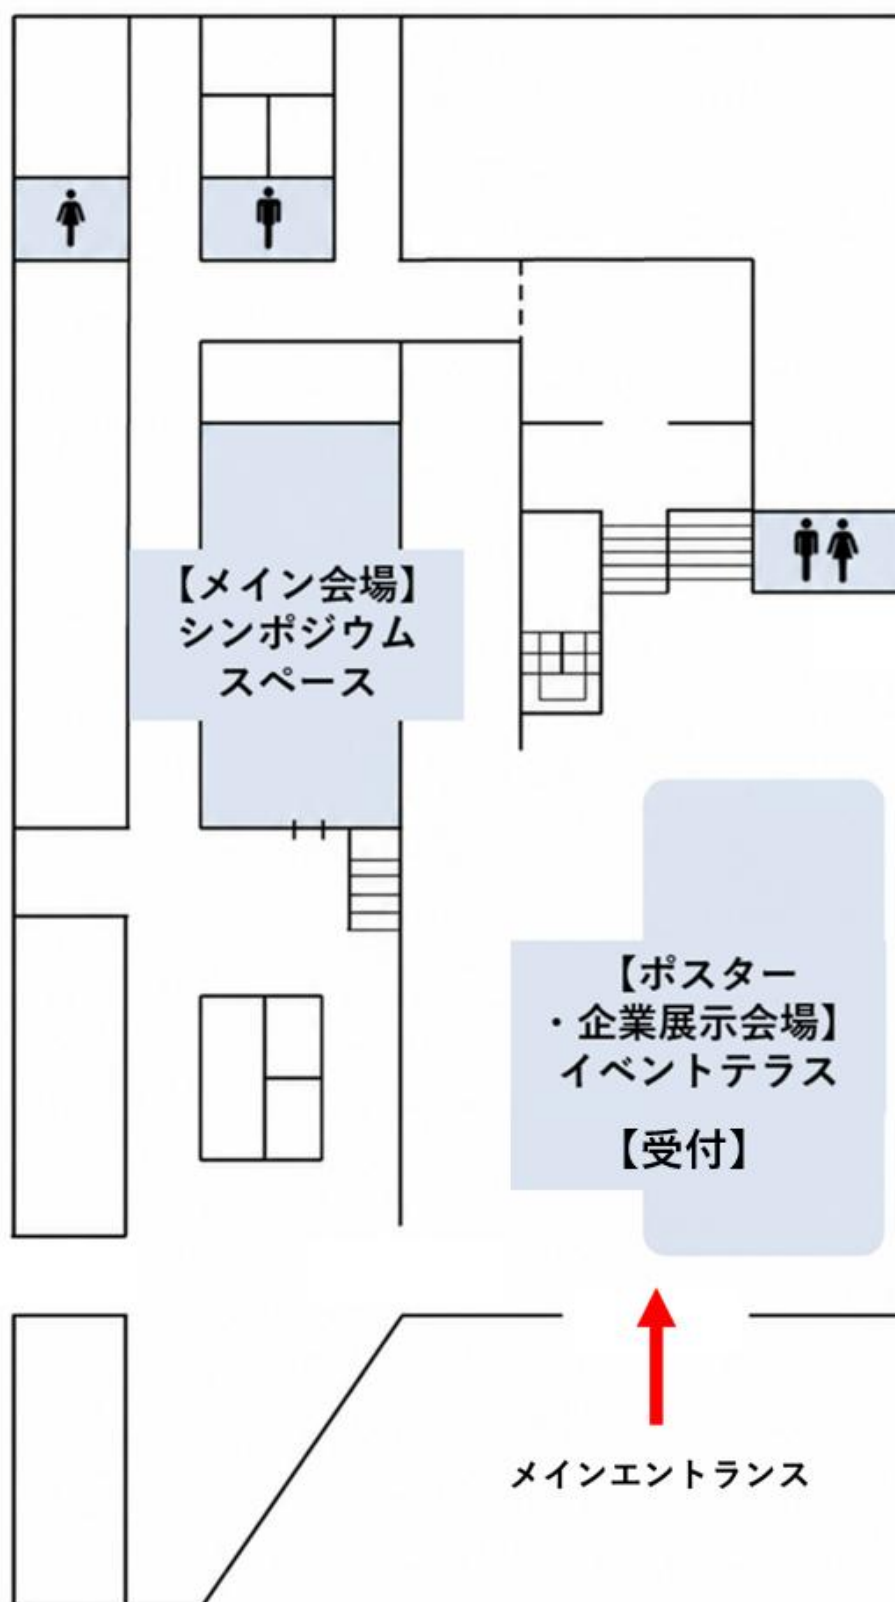 【メイン会場】
シンポジウム
スペース
【ポスター
・企業展示会場】
イベントテラス
【受付】
メインエントランス